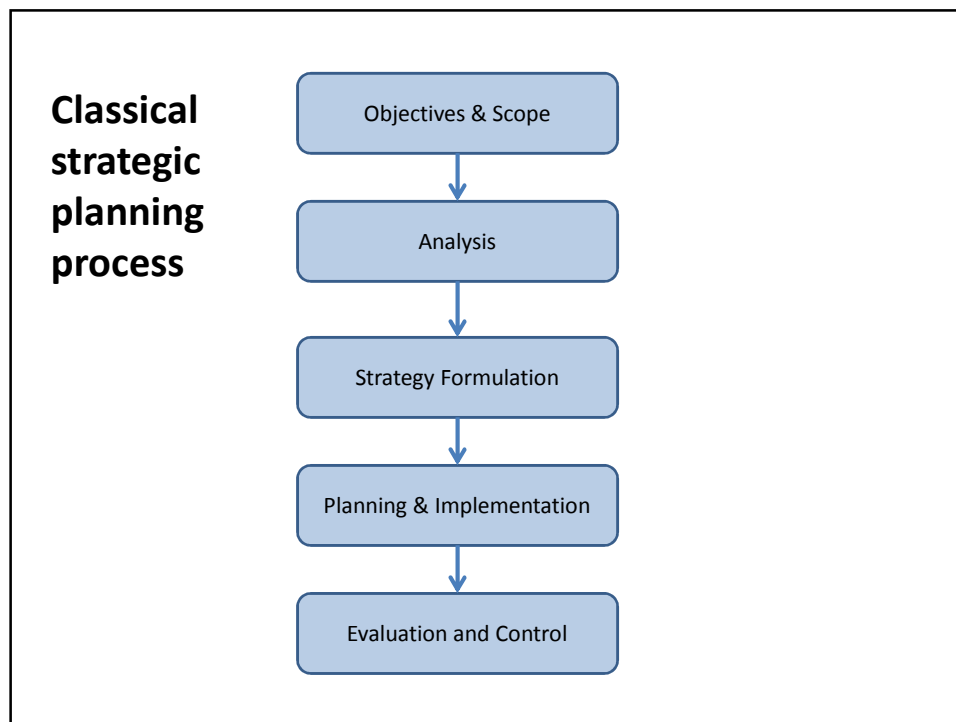 Classical
strategic
planning
process
Objectives & Scope
Analysis
Strategy Formulation
Planning & Implementation
Evaluation and Control